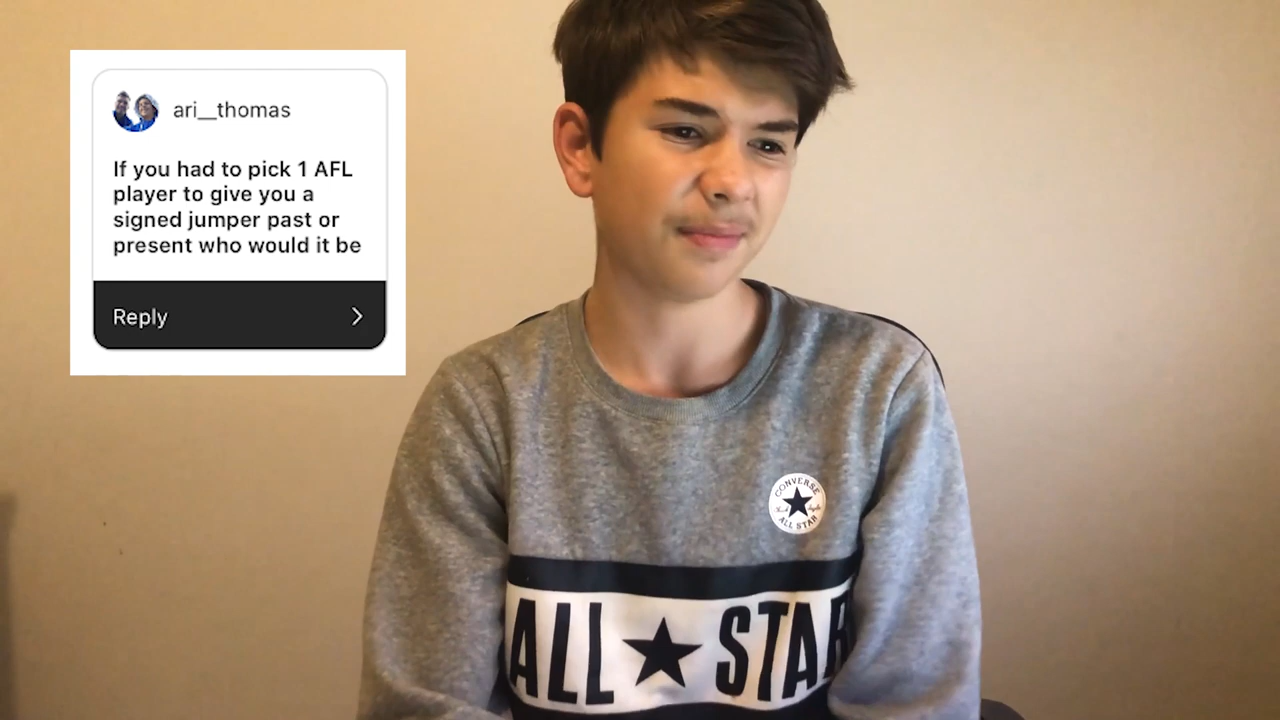 ari__thomas
If you had to pick 1 AFL
player to give you a
signed jumper past or
present who would it be
Reply
CONVERSE
ALL STAR
ALL STAR